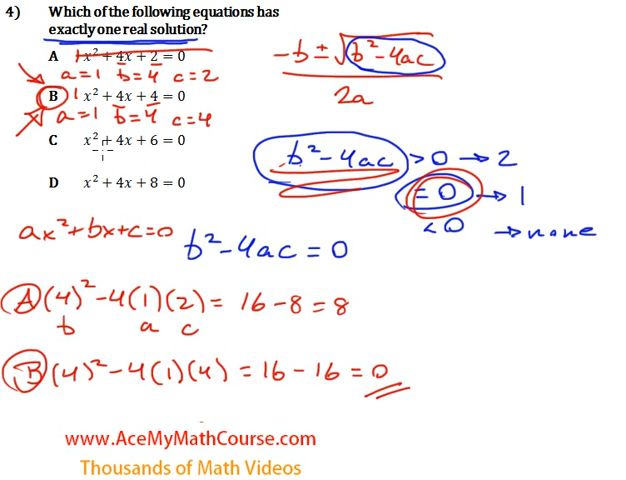 4) Which of the following equations has
exactly one real solution?
A 1x² + 4x + 2 = 0
a=1 b=4 c=2
B 1x² + 4x + 4 = 0
a=1 b=4 c=4
C x² + 4x + 6 = 0
D x² + 4x + 8 = 0
-b ± √b²-4ac
2a
b²-4ac > 0 → 2
= 0 → 1
< 0 → none
ax²+bx+c=0
b²-4ac = 0
A (4)²-4(1)(2) = 16-8 = 8
b a c
B (4)²-4(1)(4) = 16-16 = 0
www.AceMyMathCourse.com
Thousands of Math Videos